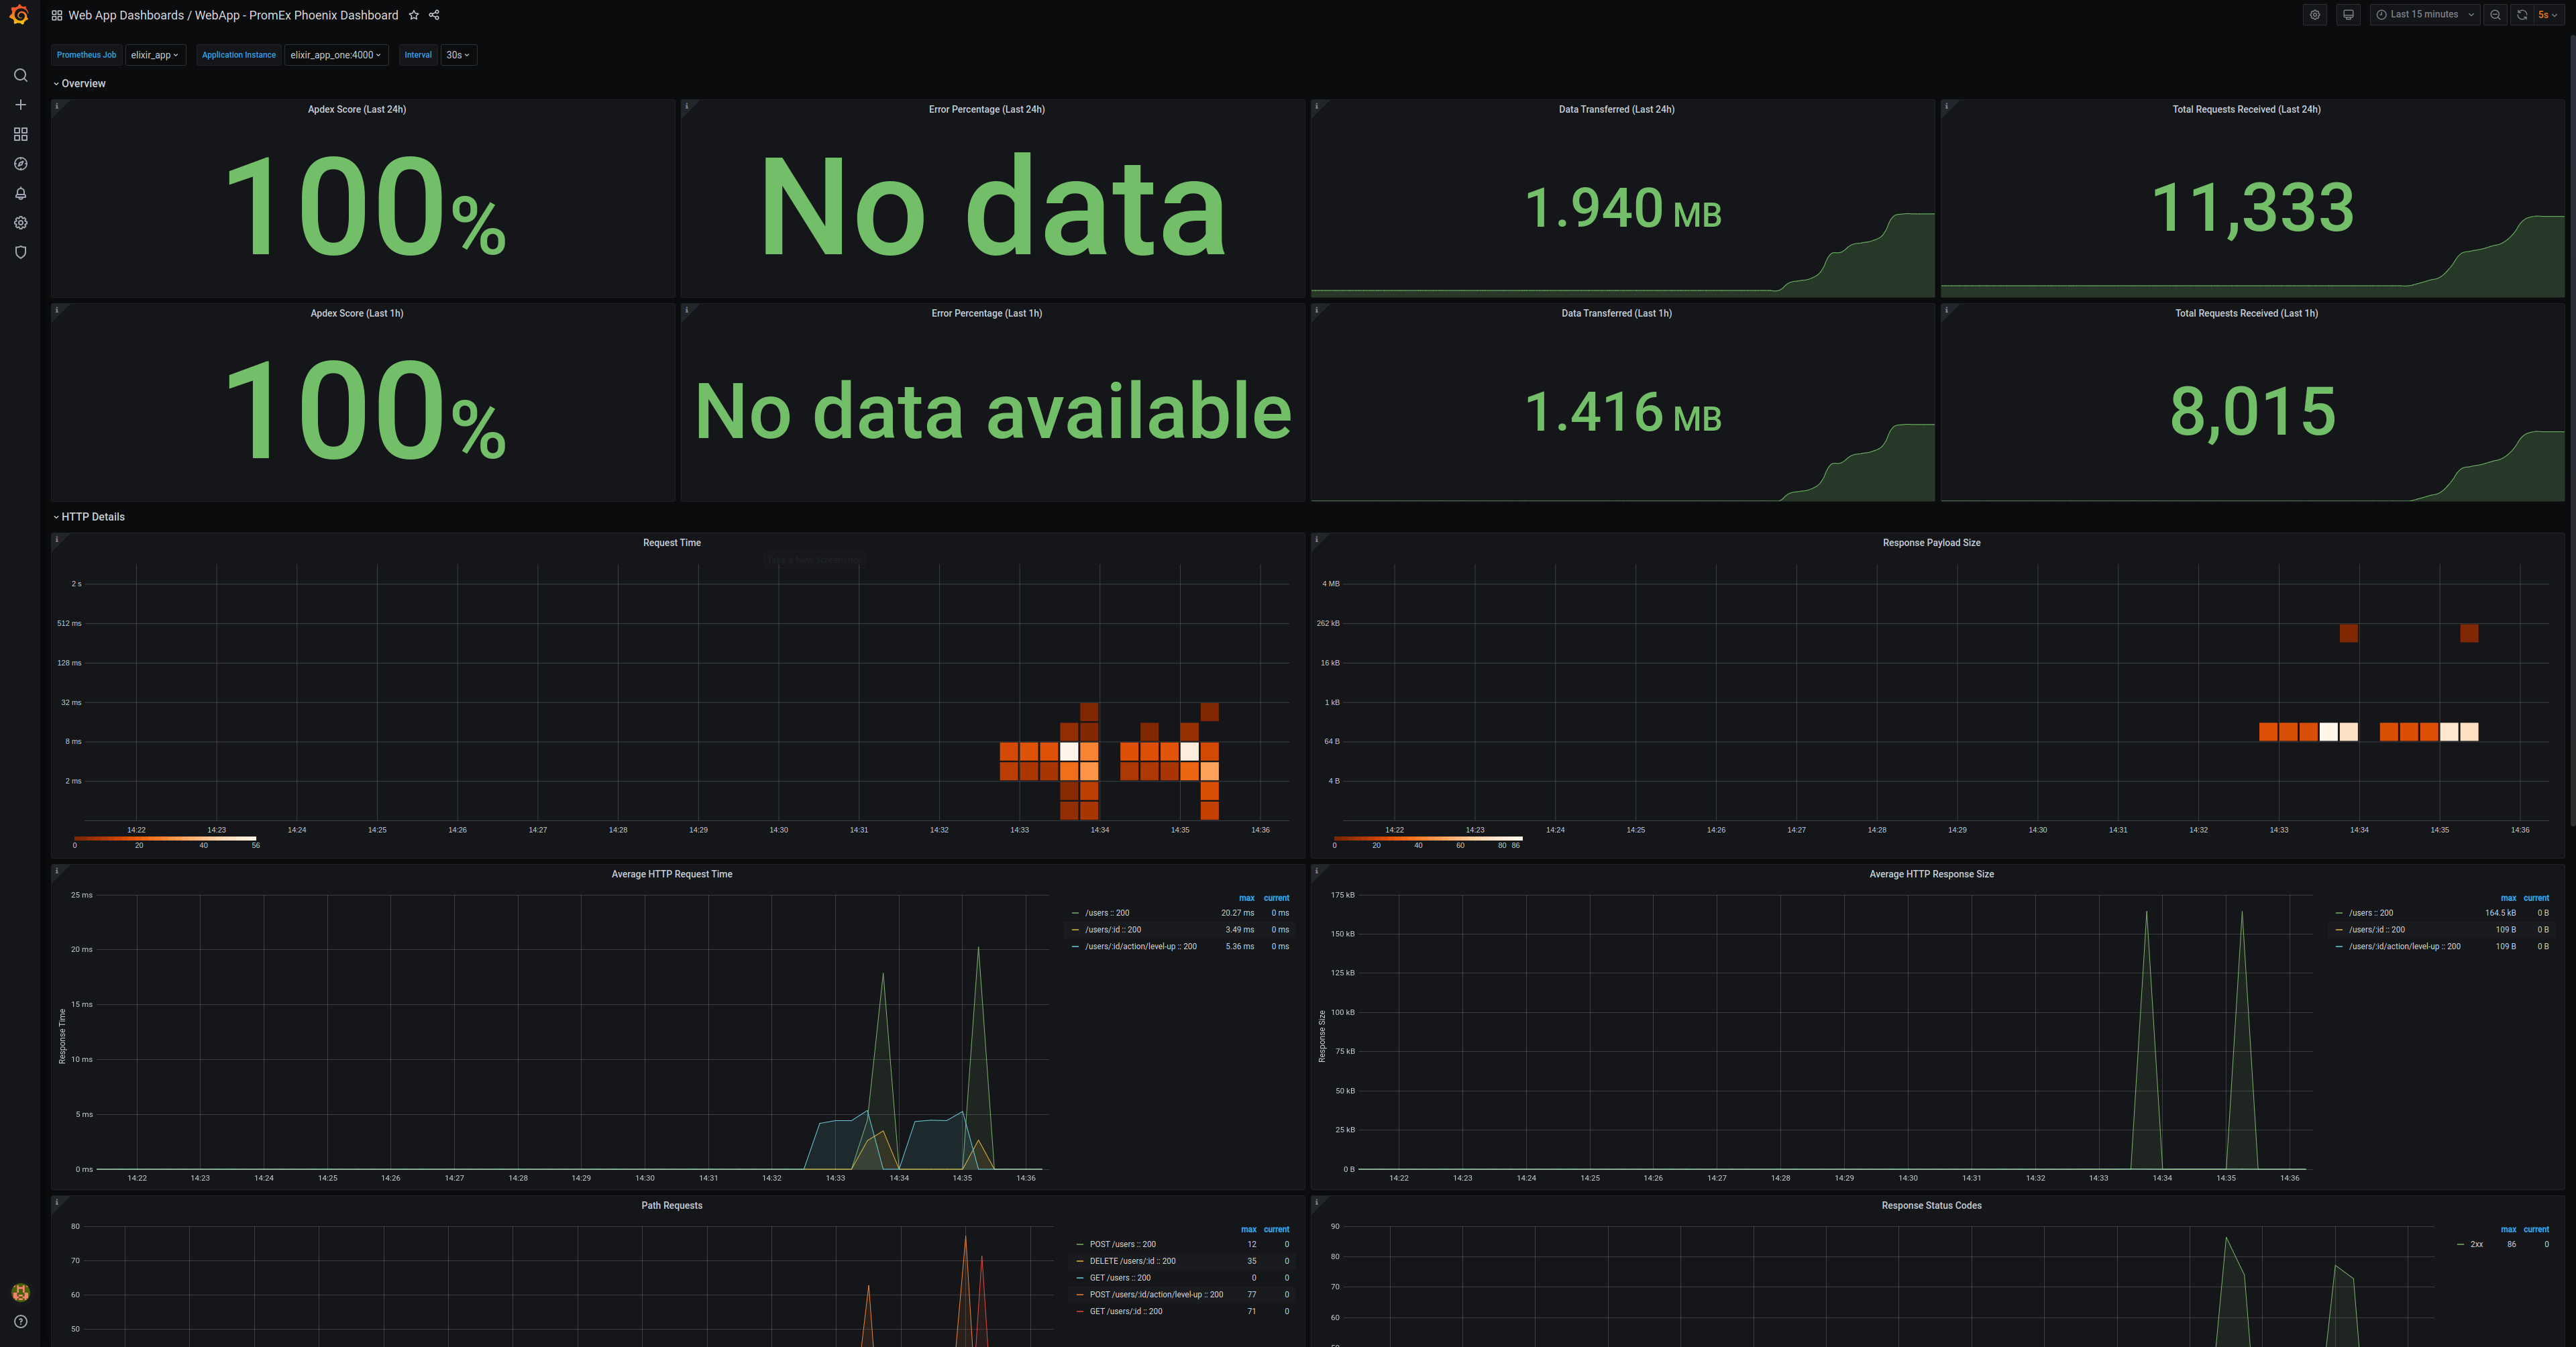 Web App Dashboards / WebApp - PromEx Phoenix Dashboard
Last 15 minutes
5s
Prometheus Job elixir_app Application Instance elixir_app_one:4000 Interval 30s
Overview
Apdex Score (Last 24h)
100%
Error Percentage (Last 24h)
No data
Data Transferred (Last 24h)
1.940 MB
Total Requests Received (Last 24h)
11,333
Apdex Score (Last 1h)
100%
Error Percentage (Last 1h)
No data available
Data Transferred (Last 1h)
1.416 MB
Total Requests Received (Last 1h)
8,015
HTTP Details
Request Time
2 s
512 ms
128 ms
32 ms
8 ms
2 ms
14:22 14:23 14:24 14:25 14:26 14:27 14:28 14:29 14:30 14:31 14:32 14:33 14:34 14:35 14:36
0 20 40 56
Response Payload Size
4 MB
262 kB
16 kB
1 kB
64 B
4 B
14:22 14:23 14:24 14:25 14:26 14:27 14:28 14:29 14:30 14:31 14:32 14:33 14:34 14:35 14:36
0 20 40 60 80 86
Average HTTP Request Time
Response Time
25 ms
20 ms
15 ms
10 ms
5 ms
0 ms
14:22 14:23 14:24 14:25 14:26 14:27 14:28 14:29 14:30 14:31 14:32 14:33 14:34 14:35 14:36
max current
/users :: 200 20.27 ms 0 ms
/users/:id :: 200 3.49 ms 0 ms
/users/:id/action/level-up :: 200 5.36 ms 0 ms
Average HTTP Response Size
Response Size
175 kB
150 kB
125 kB
100 kB
75 kB
50 kB
25 kB
0 B
14:22 14:23 14:24 14:25 14:26 14:27 14:28 14:29 14:30 14:31 14:32 14:33 14:34 14:35 14:36
max current
/users :: 200 164.5 kB 0 B
/users/:id :: 200 109 B 0 B
/users/:id/action/level-up :: 200 109 B 0 B
Path Requests
80
70
60
50
max current
POST /users :: 200 12 0
DELETE /users/:id :: 200 35 0
GET /users :: 200 0 0
POST /users/:id/action/level-up :: 200 77 0
GET /users/:id :: 200 71 0
Response Status Codes
90
80
70
60
max current
2xx 86 0